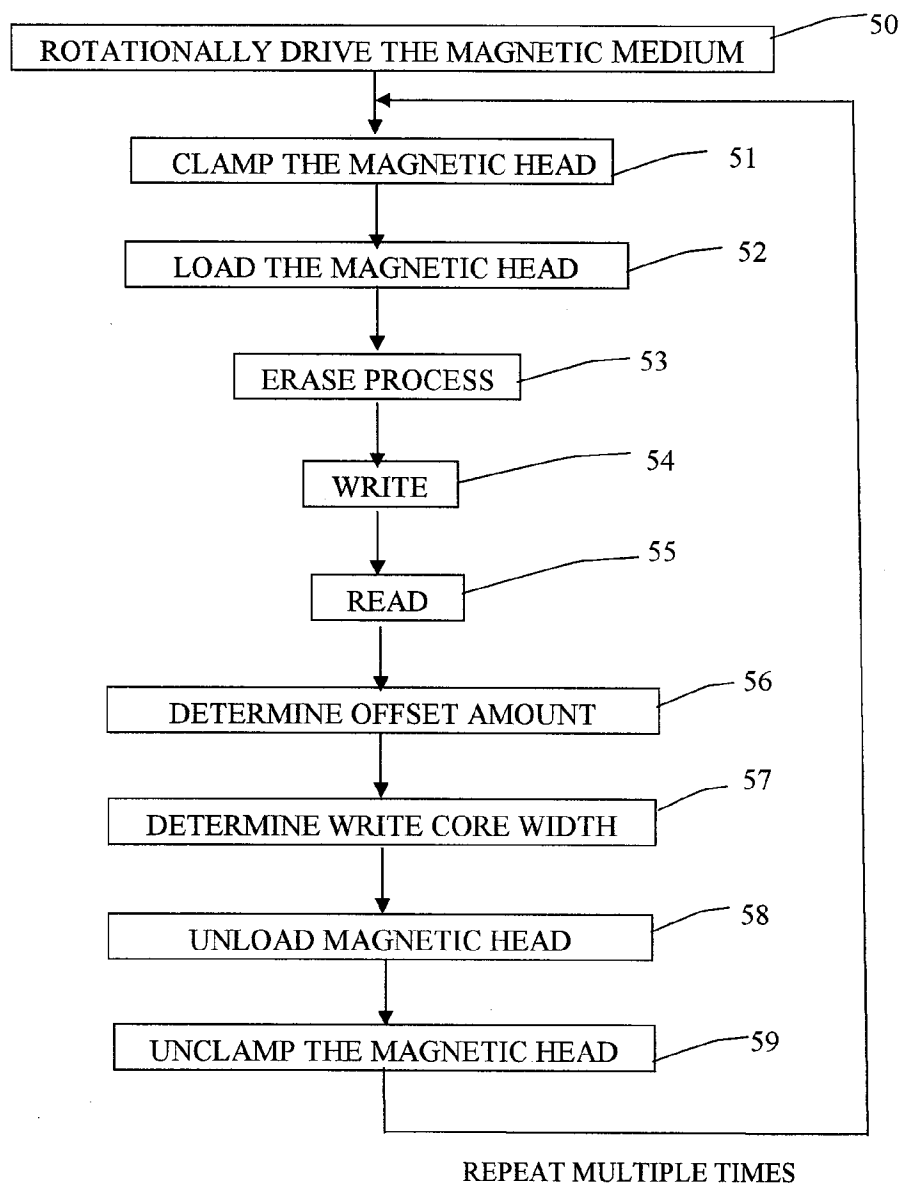 50
ROTATIONALLY DRIVE THE MAGNETIC MEDIUM
CLAMP THE MAGNETIC HEAD
51
LOAD THE MAGNETIC HEAD
52
ERASE PROCESS
53
WRITE
54
READ
55
DETERMINE OFFSET AMOUNT
56
DETERMINE WRITE CORE WIDTH
57
UNLOAD MAGNETIC HEAD
58
UNCLAMP THE MAGNETIC HEAD
59
REPEAT MULTIPLE TIMES